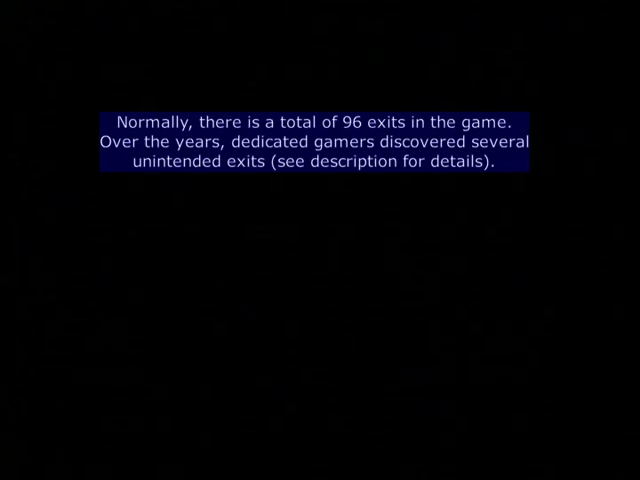 Normally, there is a total of 96 exits in the game.
Over the years, dedicated gamers discovered several
unintended exits (see description for details).